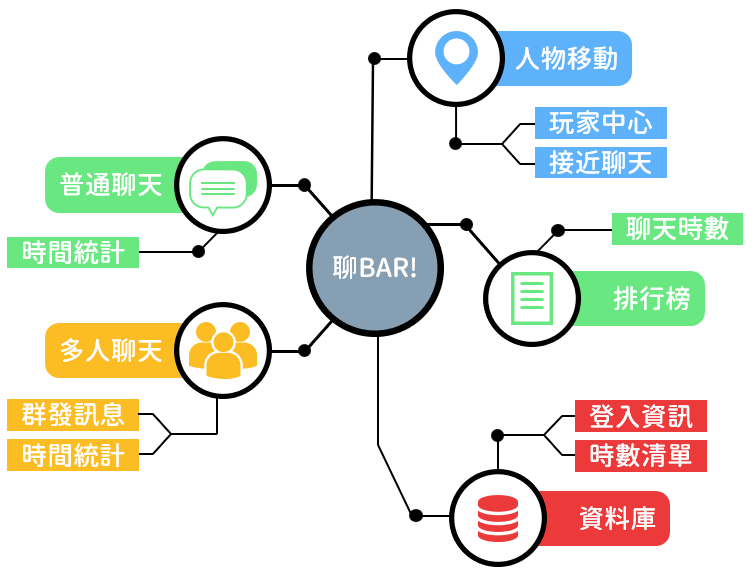 人物移動
玩家中心
接近聊天
普通聊天
時間統計
聊天時數
聊BAR!
排行榜
多人聊天
群發訊息
時間統計
登入資訊
時數清單
資料庫